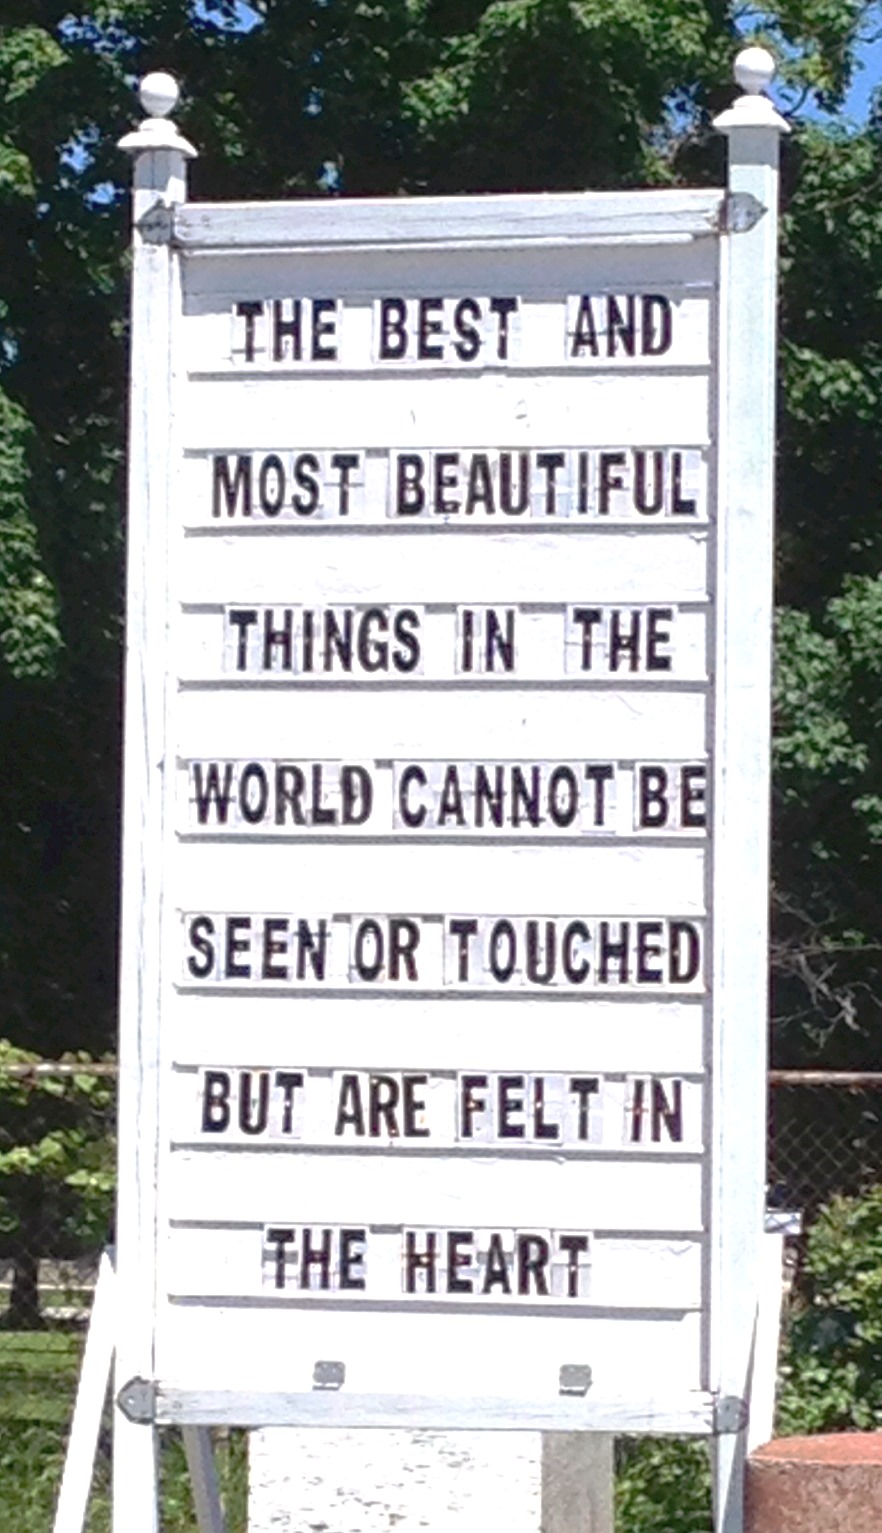 THE BEST AND
MOST BEAUTIFUL
THINGS IN THE
WORLD CANNOT BE
SEEN OR TOUCHED
BUT ARE FELT IN
THE HEART